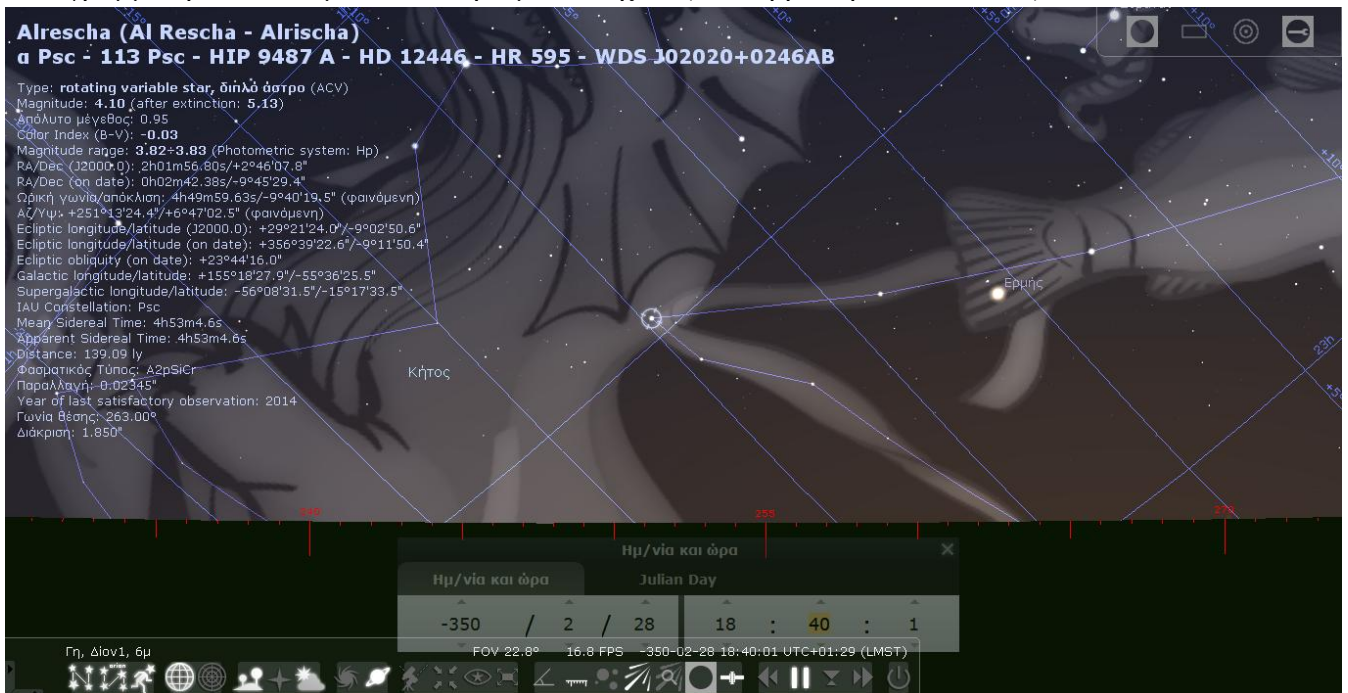 Alrescha (Al Rescha - Alrischa)
α Psc - 113 Psc - HIP 9487 A - HD 12446 - HR 595 - WDS J02020+0246AB
Type: rotating variable star, διπλό άστρο (ACV)
Magnitude: 4.10 (after extinction: 5.13)
Απόλυτο μέγεθος: 0.95
Color Index (B-V): -0.03
Magnitude range: 3.82÷3.83 (Photometric system: Hp)
RA/Dec (J2000.0): 2h01m56.80s/+2°46'07.8"
RA/Dec (on date): 0h02m42.38s/-9°45'29.4"
Ωρική γωνία/απόκλιση: 4h49m59.63s/-9°40'19.5" (φαινόμενη)
Αζ/Υψ: +251°13'24.4"/+6°47'02.5" (φαινόμενη)
Ecliptic longitude/latitude (J2000.0): +29°21'24.0"/-9°02'50.6"
Ecliptic longitude/latitude (on date): +356°39'22.6"/-9°11'50.4"
Ecliptic obliquity (on date): +23°44'16.0"
Galactic longitude/latitude: +155°18'27.9"/-55°36'25.5"
Supergalactic longitude/latitude: -56°08'31.5"/-15°17'33.5"
IAU Constellation: Psc
Mean Sidereal Time: 4h53m4.6s
Apparent Sidereal Time: 4h53m4.6s
Distance: 139.09 ly
Φασματικός Τύπος: A2pSiCr
Παραλλαγή: 0.02345"
Year of last satisfactory observation: 2014
Γωνία θέσης: 263.00°
Διάκριση: 1.850"
Ερμής
Κήτος
+10°
+5°
23h
255
270
Ημ/νία και ώρα
Ημ/νία και ώρα Julian Day
-350 / 2 / 28 18 : 40 : 1
Γη, Δίον1, 6μ FOV 22.8° 16.8 FPS -350-02-28 18:40:01 UTC+01:29 (LMST)